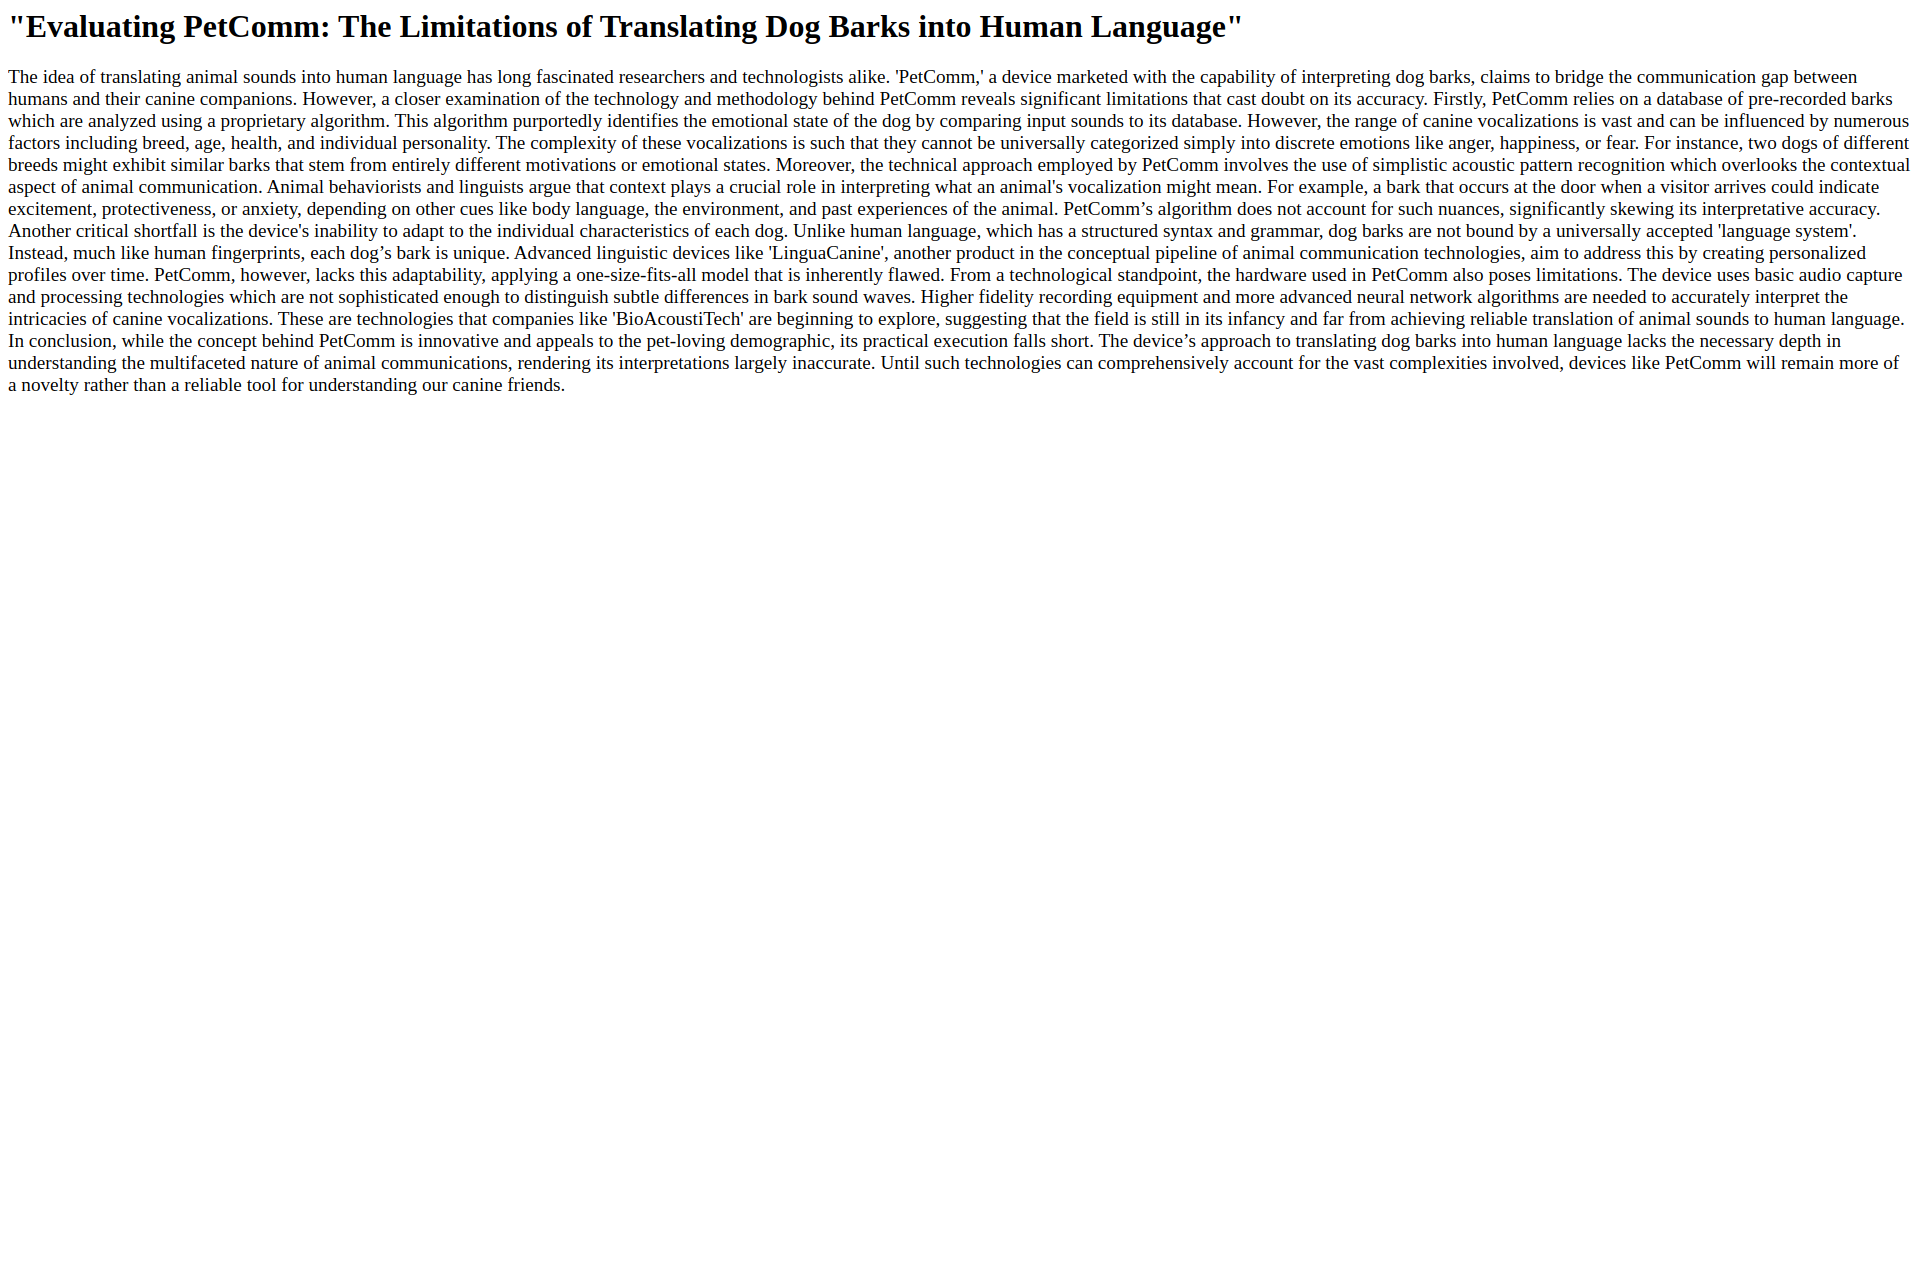 "Evaluating PetComm: The Limitations of Translating Dog Barks into Human Language"
The idea of translating animal sounds into human language has long fascinated researchers and technologists alike. 'PetComm,' a device marketed with the capability of interpreting dog barks, claims to bridge the communication gap between
humans and their canine companions. However, a closer examination of the technology and methodology behind PetComm reveals significant limitations that cast doubt on its accuracy. Firstly, PetComm relies on a database of pre-recorded barks
which are analyzed using a proprietary algorithm. This algorithm purportedly identifies the emotional state of the dog by comparing input sounds to its database. However, the range of canine vocalizations is vast and can be influenced by numerous
factors including breed, age, health, and individual personality. The complexity of these vocalizations is such that they cannot be universally categorized simply into discrete emotions like anger, happiness, or fear. For instance, two dogs of different
breeds might exhibit similar barks that stem from entirely different motivations or emotional states. Moreover, the technical approach employed by PetComm involves the use of simplistic acoustic pattern recognition which overlooks the contextual
aspect of animal communication. Animal behaviorists and linguists argue that context plays a crucial role in interpreting what an animal's vocalization might mean. For example, a bark that occurs at the door when a visitor arrives could indicate
excitement, protectiveness, or anxiety, depending on other cues like body language, the environment, and past experiences of the animal. PetComm’s algorithm does not account for such nuances, significantly skewing its interpretative accuracy.
Another critical shortfall is the device's inability to adapt to the individual characteristics of each dog. Unlike human language, which has a structured syntax and grammar, dog barks are not bound by a universally accepted 'language system'.
Instead, much like human fingerprints, each dog’s bark is unique. Advanced linguistic devices like 'LinguaCanine', another product in the conceptual pipeline of animal communication technologies, aim to address this by creating personalized
profiles over time. PetComm, however, lacks this adaptability, applying a one-size-fits-all model that is inherently flawed. From a technological standpoint, the hardware used in PetComm also poses limitations. The device uses basic audio capture
and processing technologies which are not sophisticated enough to distinguish subtle differences in bark sound waves. Higher fidelity recording equipment and more advanced neural network algorithms are needed to accurately interpret the
intricacies of canine vocalizations. These are technologies that companies like 'BioAcoustiTech' are beginning to explore, suggesting that the field is still in its infancy and far from achieving reliable translation of animal sounds to human language.
In conclusion, while the concept behind PetComm is innovative and appeals to the pet-loving demographic, its practical execution falls short. The device’s approach to translating dog barks into human language lacks the necessary depth in
understanding the multifaceted nature of animal communications, rendering its interpretations largely inaccurate. Until such technologies can comprehensively account for the vast complexities involved, devices like PetComm will remain more of
a novelty rather than a reliable tool for understanding our canine friends.